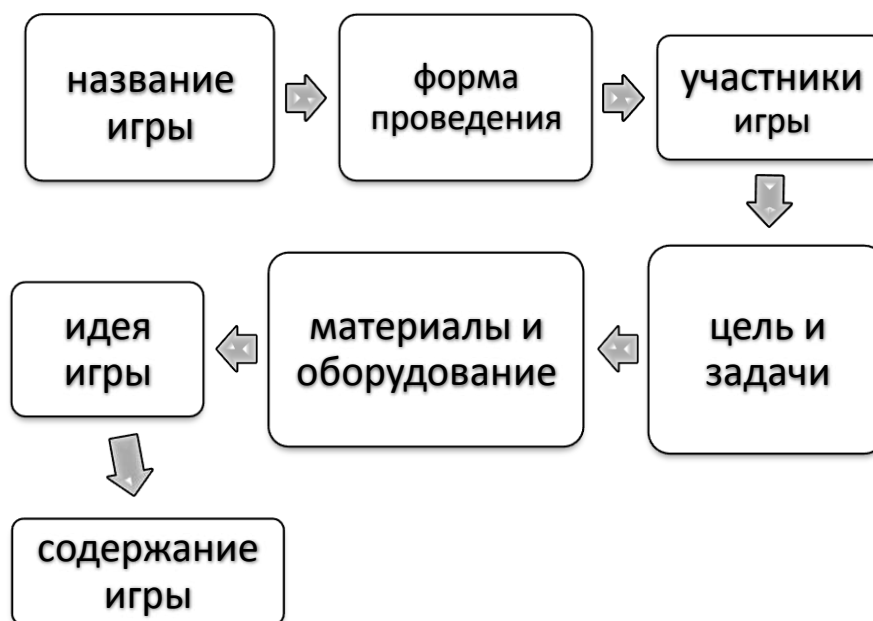 название
игры
форма
проведения
участники
игры
цель и
задачи
материалы и
оборудование
идея
игры
содержание
игры